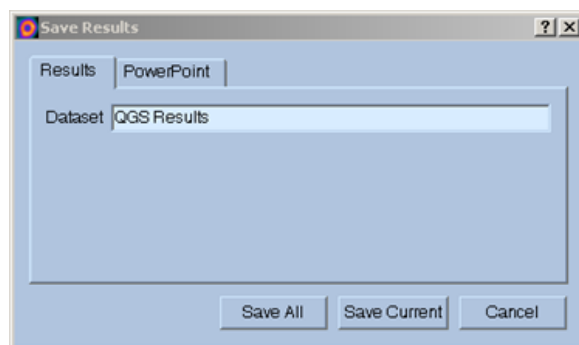 Save Results
Results PowerPoint
Dataset QGS Results
Save All Save Current Cancel